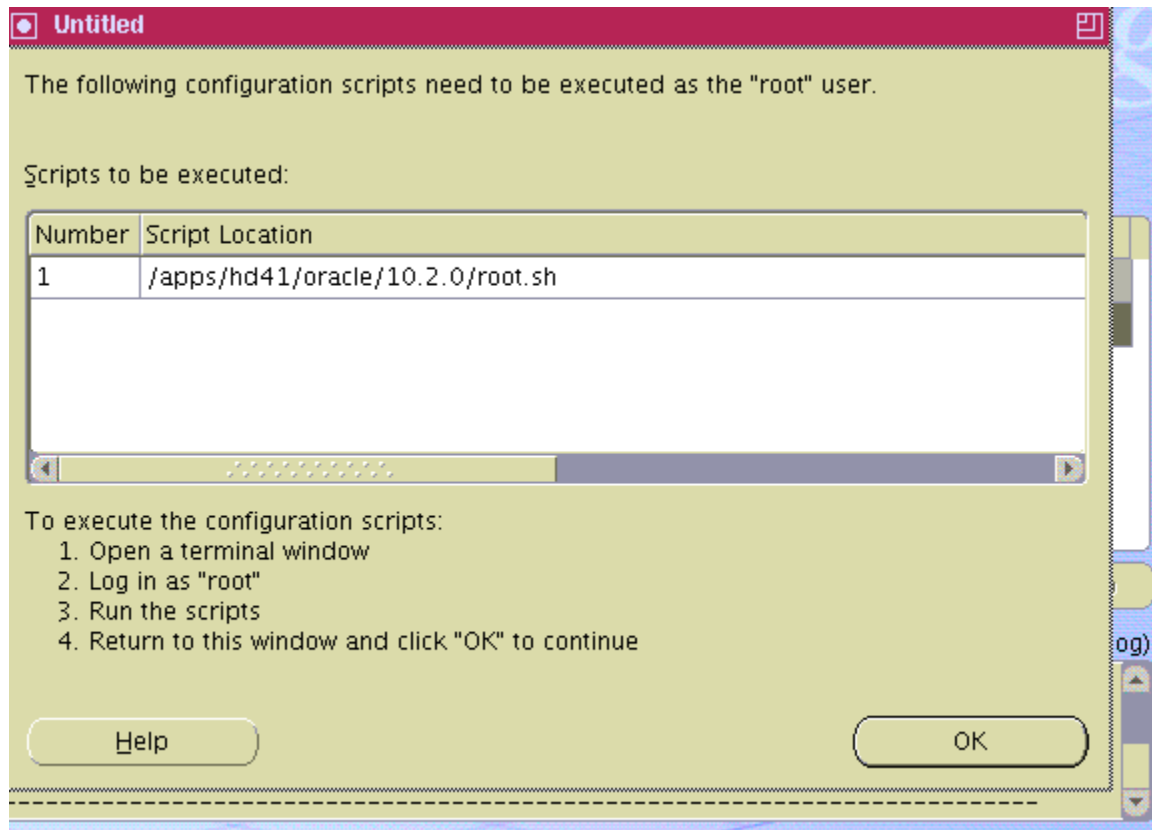 Untitled
The following configuration scripts need to be executed as the "root" user.
Scripts to be executed:
Number Script Location
1 /apps/hd41/oracle/10.2.0/root.sh
To execute the configuration scripts:
1. Open a terminal window
2. Log in as "root"
3. Run the scripts
4. Return to this window and click "OK" to continue
og)
Help OK